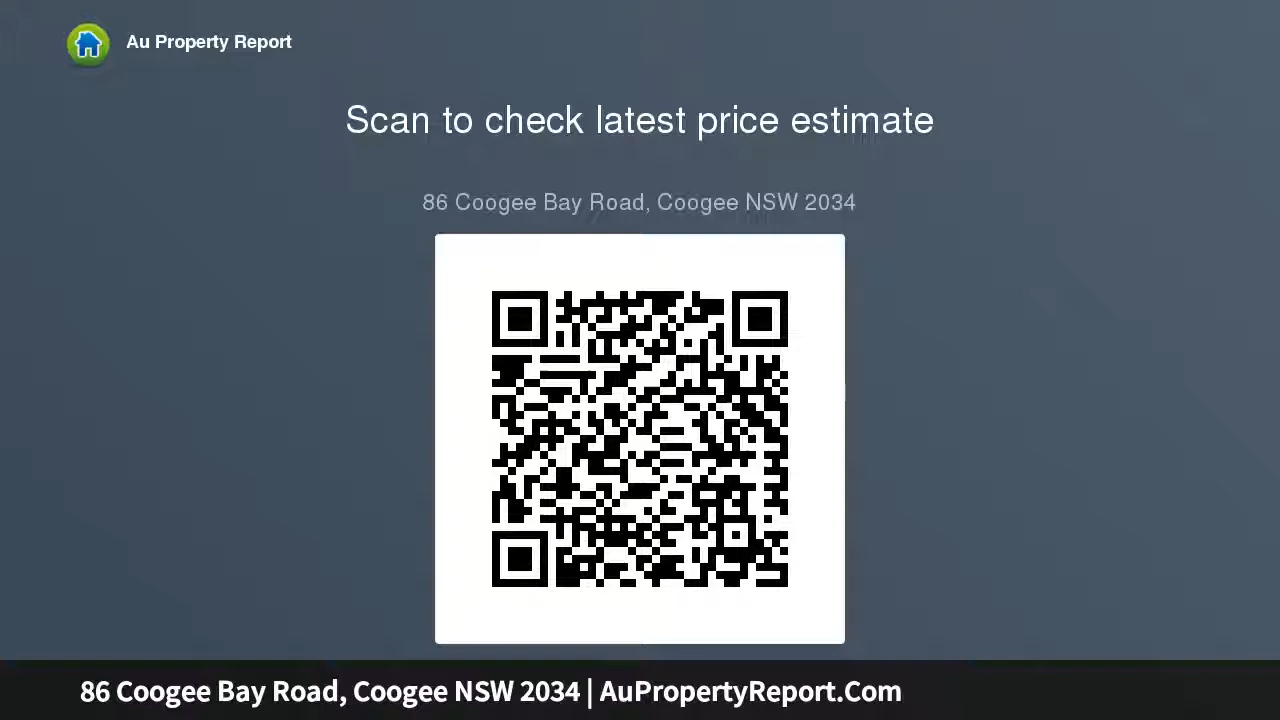 Au Property Report
Scan to check latest price estimate
86 Coogee Bay Road, Coogee NSW 2034
86 Coogee Bay Road, Coogee NSW 2034 | AuPropertyReport.Com